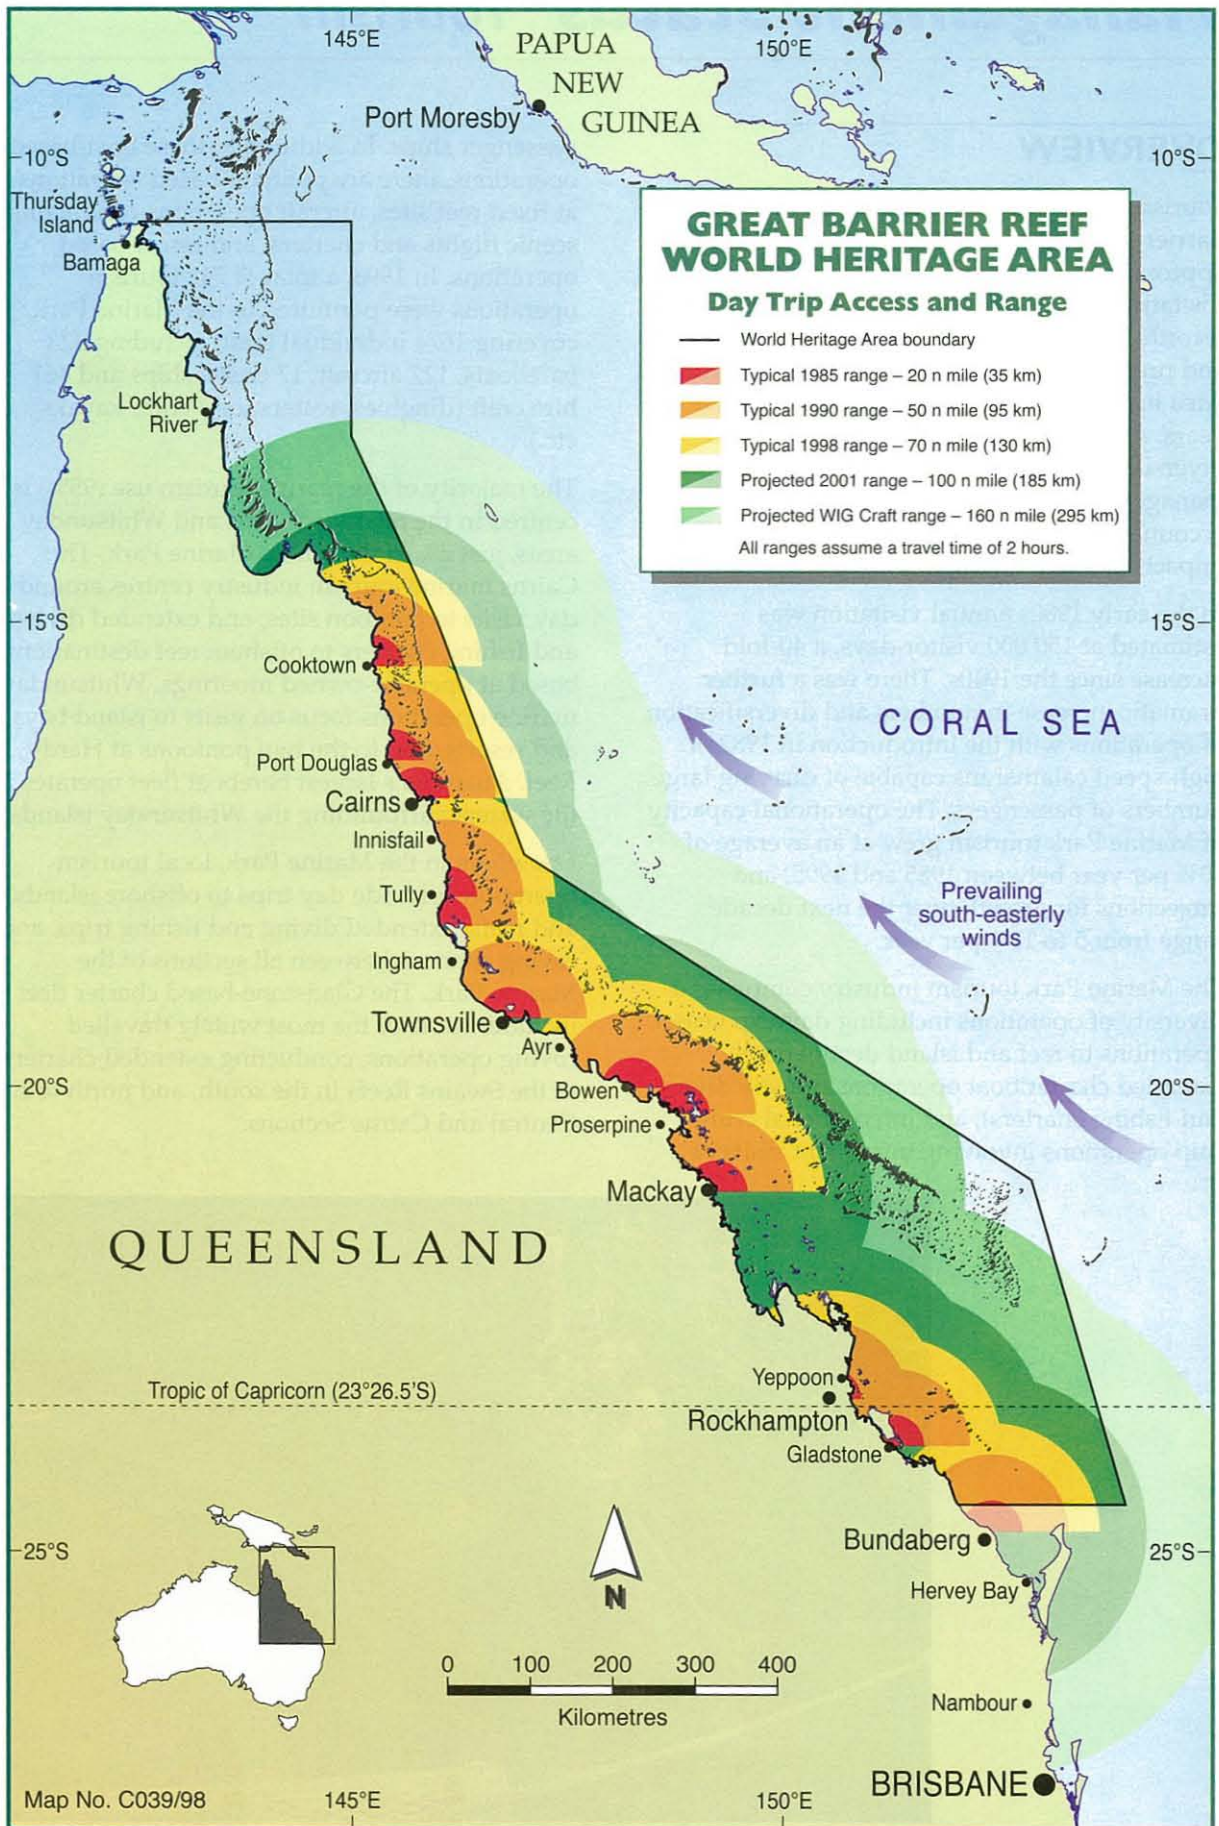 145°E
150°E
PAPUA
NEW
GUINEA
Port Moresby
10°S
10°S
Thursday
Island
Bamaga
GREAT BARRIER REEF
WORLD HERITAGE AREA
Day Trip Access and Range
World Heritage Area boundary
Typical 1985 range – 20 n mile (35 km)
Typical 1990 range – 50 n mile (95 km)
Typical 1998 range – 70 n mile (130 km)
Projected 2001 range – 100 n mile (185 km)
Projected WIG Craft range – 160 n mile (295 km)
All ranges assume a travel time of 2 hours.
Lockhart
River
15°S
15°S
Cooktown
CORAL SEA
Port Douglas
Cairns
Innisfail
Tully
Prevailing
south-easterly
winds
Ingham
Townsville
Ayr
Bowen
20°S
20°S
Proserpine
Mackay
QUEENSLAND
Yeppoon
Tropic of Capricorn (23°26.5'S)
Rockhampton
Gladstone
Bundaberg
25°S
25°S
Hervey Bay
N
0 100 200 300 400
Kilometres
Nambour
BRISBANE
Map No. C039/98
145°E
150°E